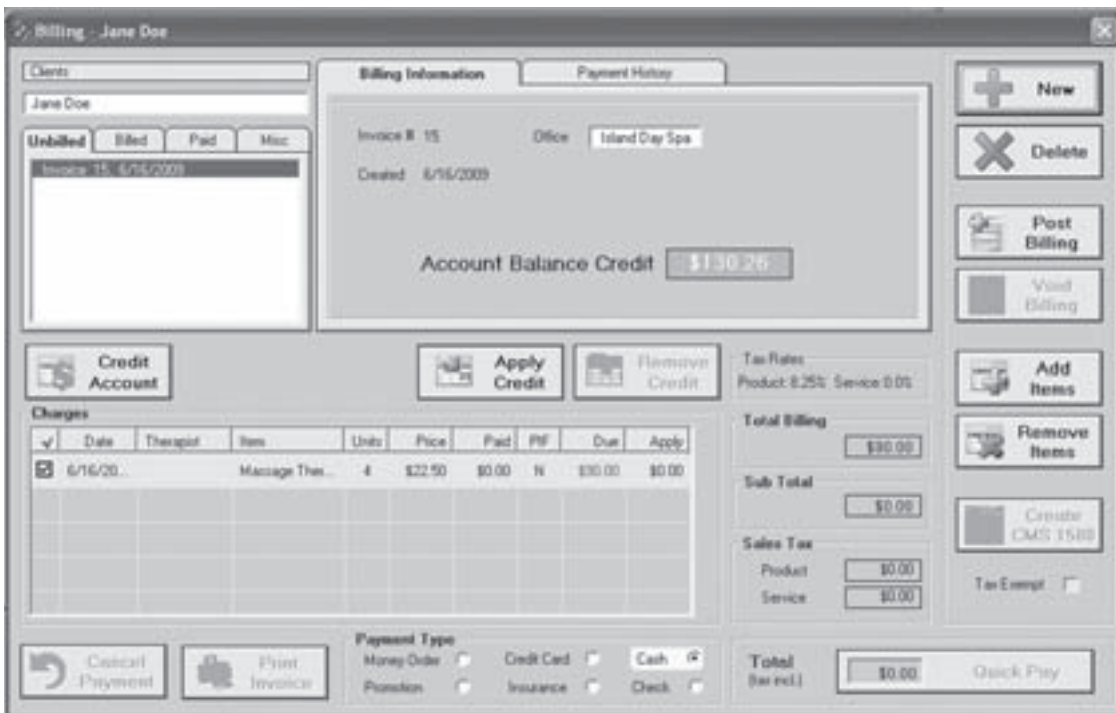 Billing - Jane Doe
Clients
Jane Doe
Unbilled Billed Paid Misc
Invoice 15, 6/16/2009
Billing Information Payment History
Invoice # 15 Office Island Day Spa
Created 6/16/2009
Account Balance Credit $130.26
New
Delete
Post Billing
Void Billing
Credit Account
Apply Credit
Remove Credit
Tax Rates
Product: 8.25% Service: 0.0%
Add Items
Remove Items
Charges
Date Therapist Item Units Price Paid PIF Due Apply
6/16/20... Massage Ther... 4 $22.50 $0.00 N $90.00 $0.00
Total Billing
$90.00
Sub Total
$0.00
Sales Tax
Product $0.00
Service $0.00
Create CMS 1500
Tax Exempt
Cancel Payment
Print Invoice
Payment Type
Money Order Credit Card Cash
Promotion Insurance Check
Total (tax incl.) $0.00 Quick Pay